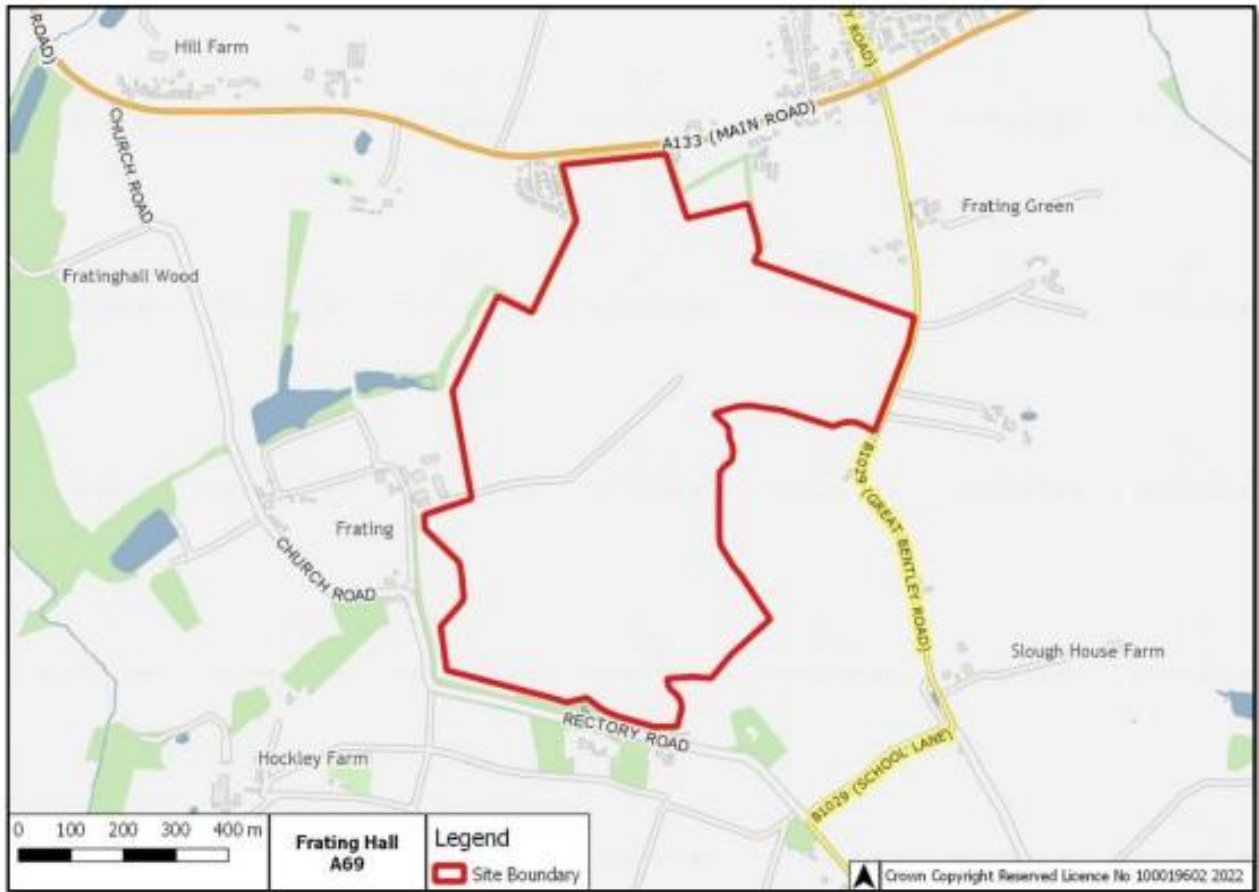 ROAD)
Hill Farm
Y ROAD)
CHURCH ROAD
A133 (MAIN ROAD)
Frating Green
Fratinghall Wood
Frating
CHURCH ROAD
B1029 (GREAT BENTLEY ROAD)
Slough House Farm
RECTORY ROAD
Hockley Farm
B1029 (SCHOOL LANE)
0 100 200 300 400 m
Frating Hall
A69
Legend
Site Boundary
Crown Copyright Reserved Licence No 100019602 2022